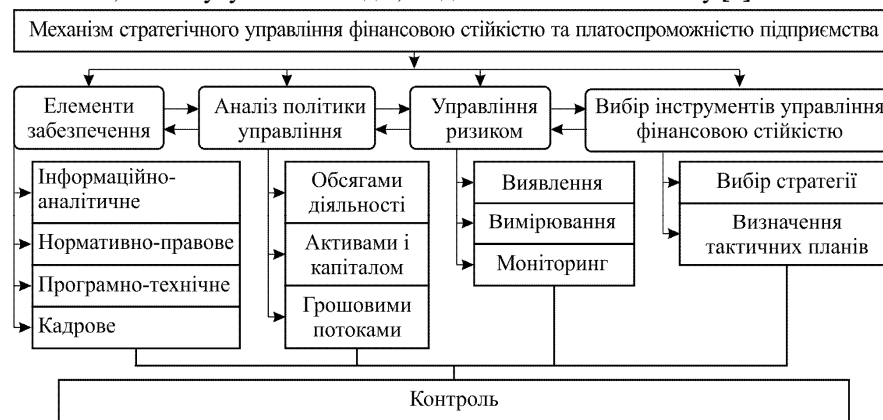 Механізм стратегічного управління фінансовою стійкістю та платоспроможністю підприємства
Елементи
забезпечення
Аналіз політики
управління
Управління
ризиком
Вибір інструментів управління
фінансовою стійкістю
Інформаційно-
аналітичне
Нормативно-правове
Програмно-технічне
Кадрове
Обсягами
діяльності
Активами і
капіталом
Грошовими
потоками
Виявлення
Вимірювання
Моніторинг
Вибір стратегії
Визначення
тактичних планів
Контроль